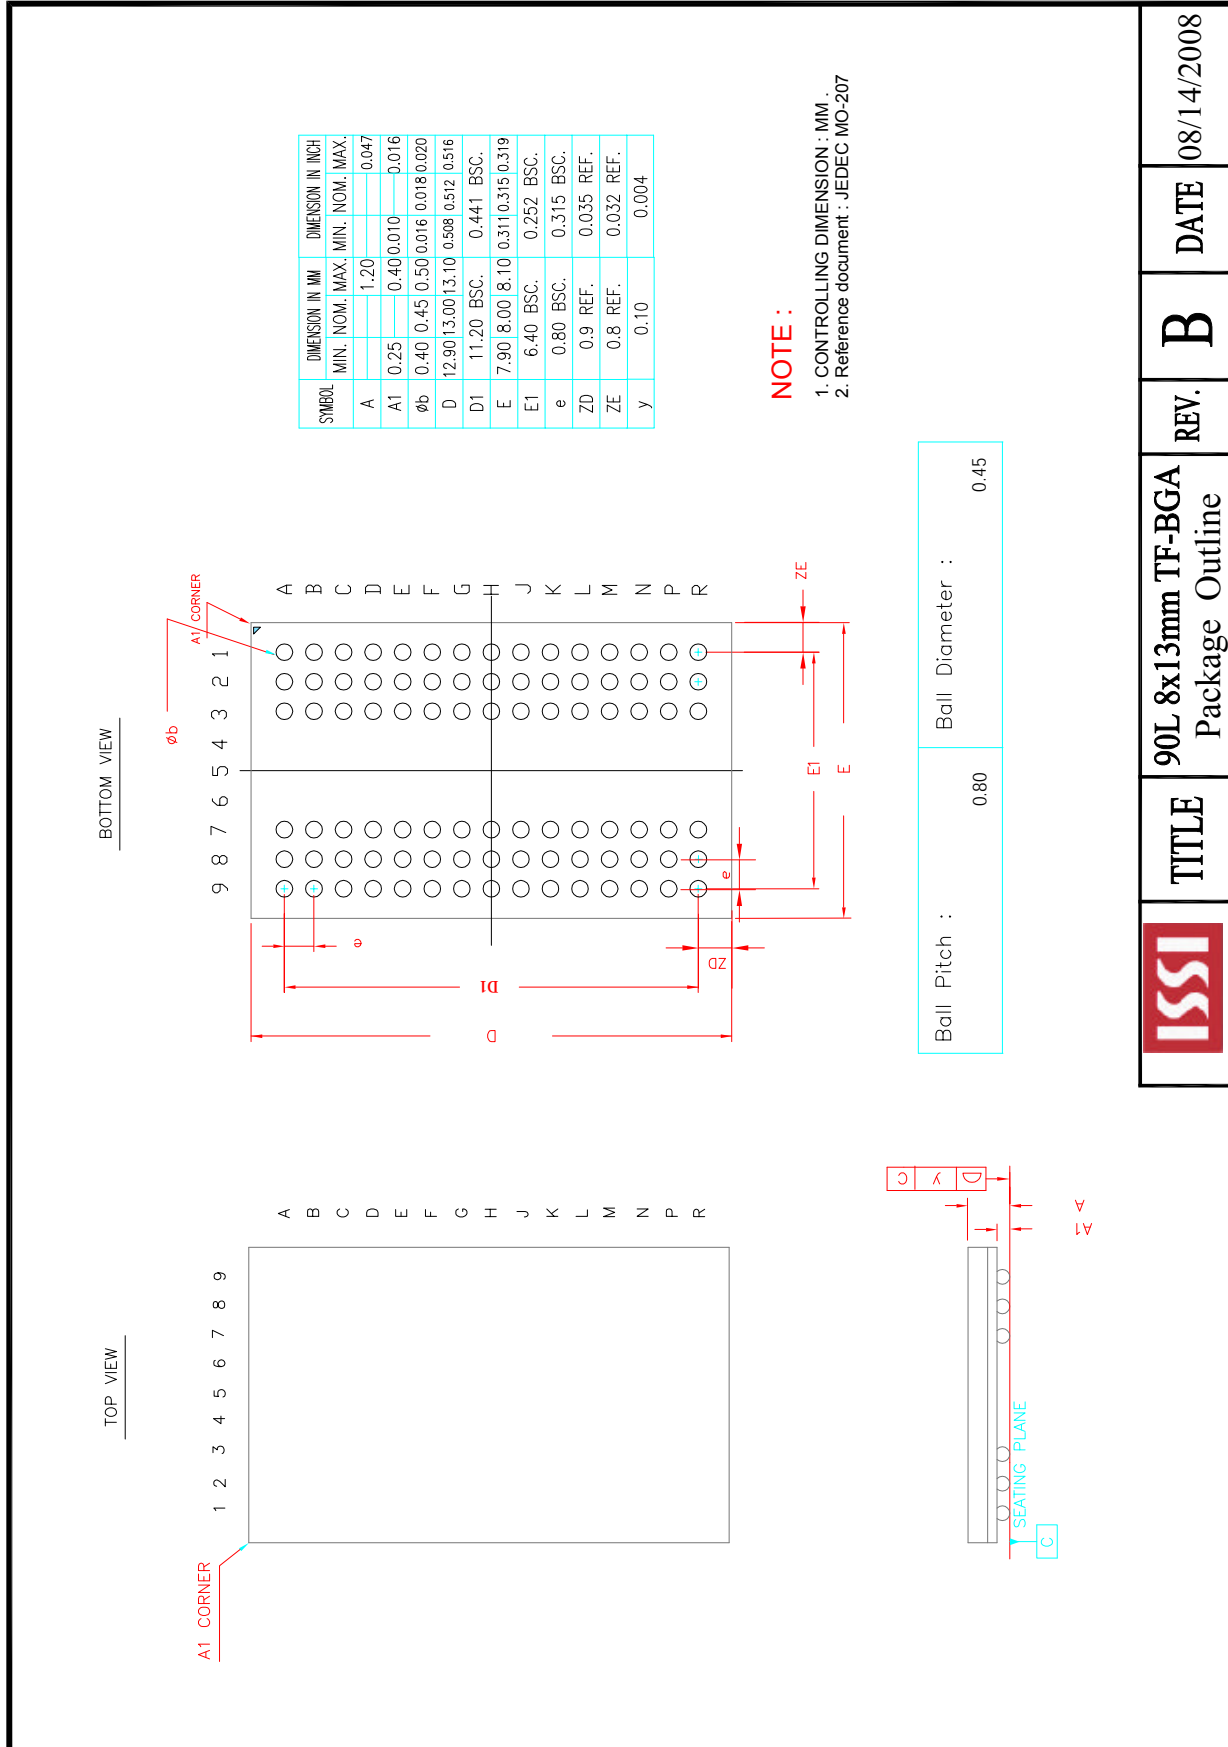 TOP VIEW
A1 CORNER
1 2 3 4 5 6 7 8 9
A
B
C
D
E
F
G
H
J
K
L
M
N
P
R
BOTTOM VIEW
9 8 7 6 5 4 3 2 1
A1 CORNER
øb
A
B
C
D
E
F
G
H
J
K
L
M
N
P
R
e
D1
D
ZD
e
E1
E
ZE
SYMBOL DIMENSION IN MM DIMENSION IN INCH
MIN. NOM. MAX. MIN. NOM. MAX.
A 1.20 0.047
A1 0.25 0.40 0.010 0.016
øb 0.40 0.45 0.50 0.016 0.018 0.020
D 12.90 13.00 13.10 0.508 0.512 0.516
D1 11.20 BSC. 0.441 BSC.
E 7.90 8.00 8.10 0.311 0.315 0.319
E1 6.40 BSC. 0.252 BSC.
e 0.80 BSC. 0.315 BSC.
ZD 0.9 REF. 0.035 REF.
ZE 0.8 REF. 0.032 REF.
y 0.10 0.004
NOTE :
1. CONTROLLING DIMENSION : MM .
2. Reference document : JEDEC MO-207
SEATING PLANE
C
C y
A
A1
Ball Pitch : 0.80 Ball Diameter : 0.45
ISSI
TITLE
90L 8x13mm TF-BGA
Package Outline
REV. B
DATE 08/14/2008